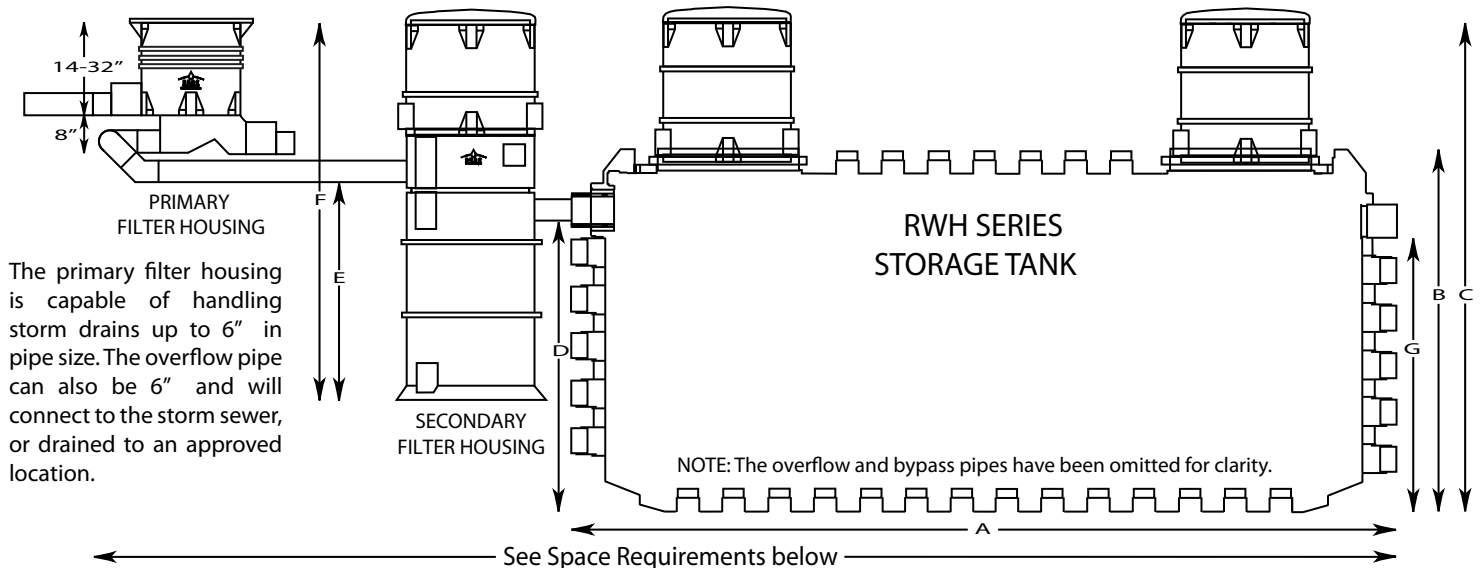 14-32”
8”
PRIMARY
FILTER HOUSING
The primary filter housing
is capable of handling
storm drains up to 6” in
pipe size. The overflow pipe
can also be 6” and will
connect to the storm sewer,
or drained to an approved
location.
F
E
SECONDARY
FILTER HOUSING
D
RWH SERIES
STORAGE TANK
NOTE: The overflow and bypass pipes have been omitted for clarity.
G
B
C
A
See Space Requirements below